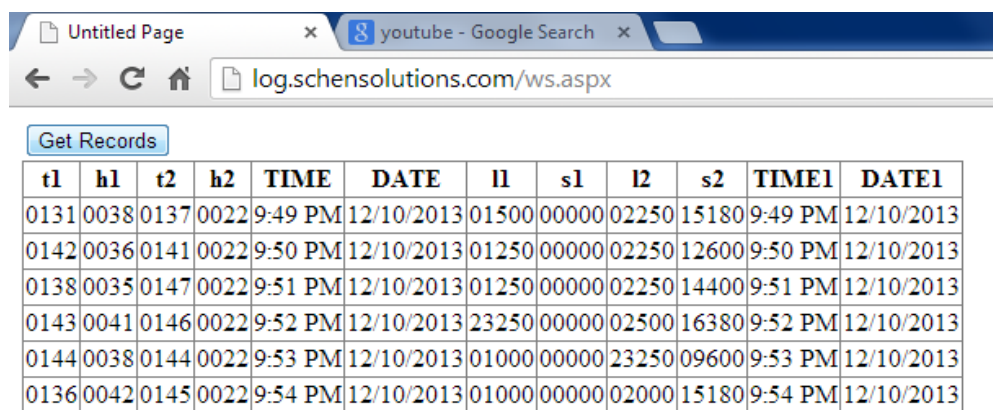 Untitled Page × 8 youtube - Google Search ×
log.schensolutions.com/ws.aspx
Get Records
t1 h1 t2 h2 TIME DATE l1 s1 l2 s2 TIME1 DATE1
0131 0038 0137 0022 9:49 PM 12/10/2013 01500 00000 02250 15180 9:49 PM 12/10/2013
0142 0036 0141 0022 9:50 PM 12/10/2013 01250 00000 02250 12600 9:50 PM 12/10/2013
0138 0035 0147 0022 9:51 PM 12/10/2013 01250 00000 02250 14400 9:51 PM 12/10/2013
0143 0041 0146 0022 9:52 PM 12/10/2013 23250 00000 02500 16380 9:52 PM 12/10/2013
0144 0038 0144 0022 9:53 PM 12/10/2013 01000 00000 23250 09600 9:53 PM 12/10/2013
0136 0042 0145 0022 9:54 PM 12/10/2013 01000 00000 02000 15180 9:54 PM 12/10/2013